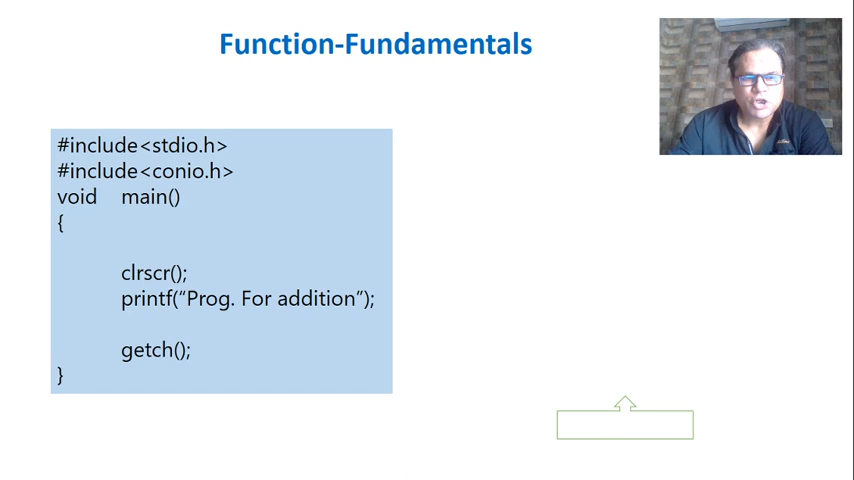 Function-Fundamentals
#include<stdio.h>
#include<conio.h>
void main()
{
clrscr();
printf(“Prog. For addition”);
getch();
}